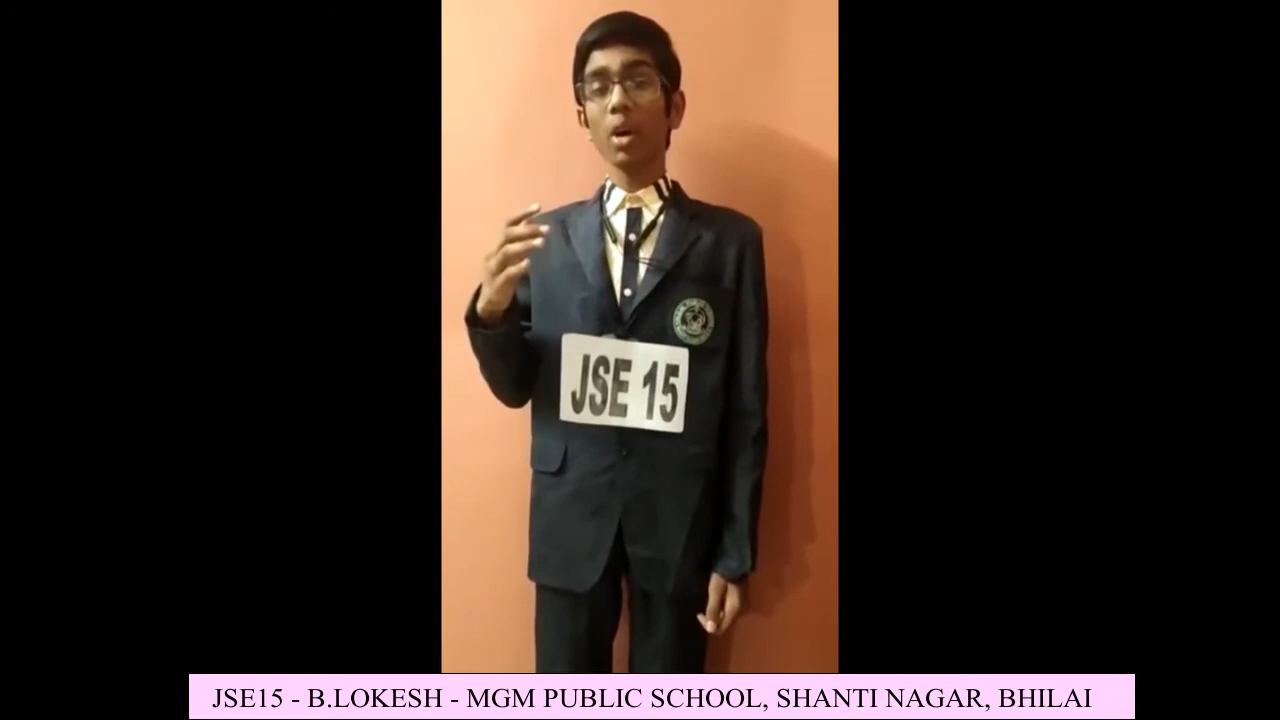 JSE 15
JSE15 - B.LOKESH - MGM PUBLIC SCHOOL, SHANTI NAGAR, BHILAI